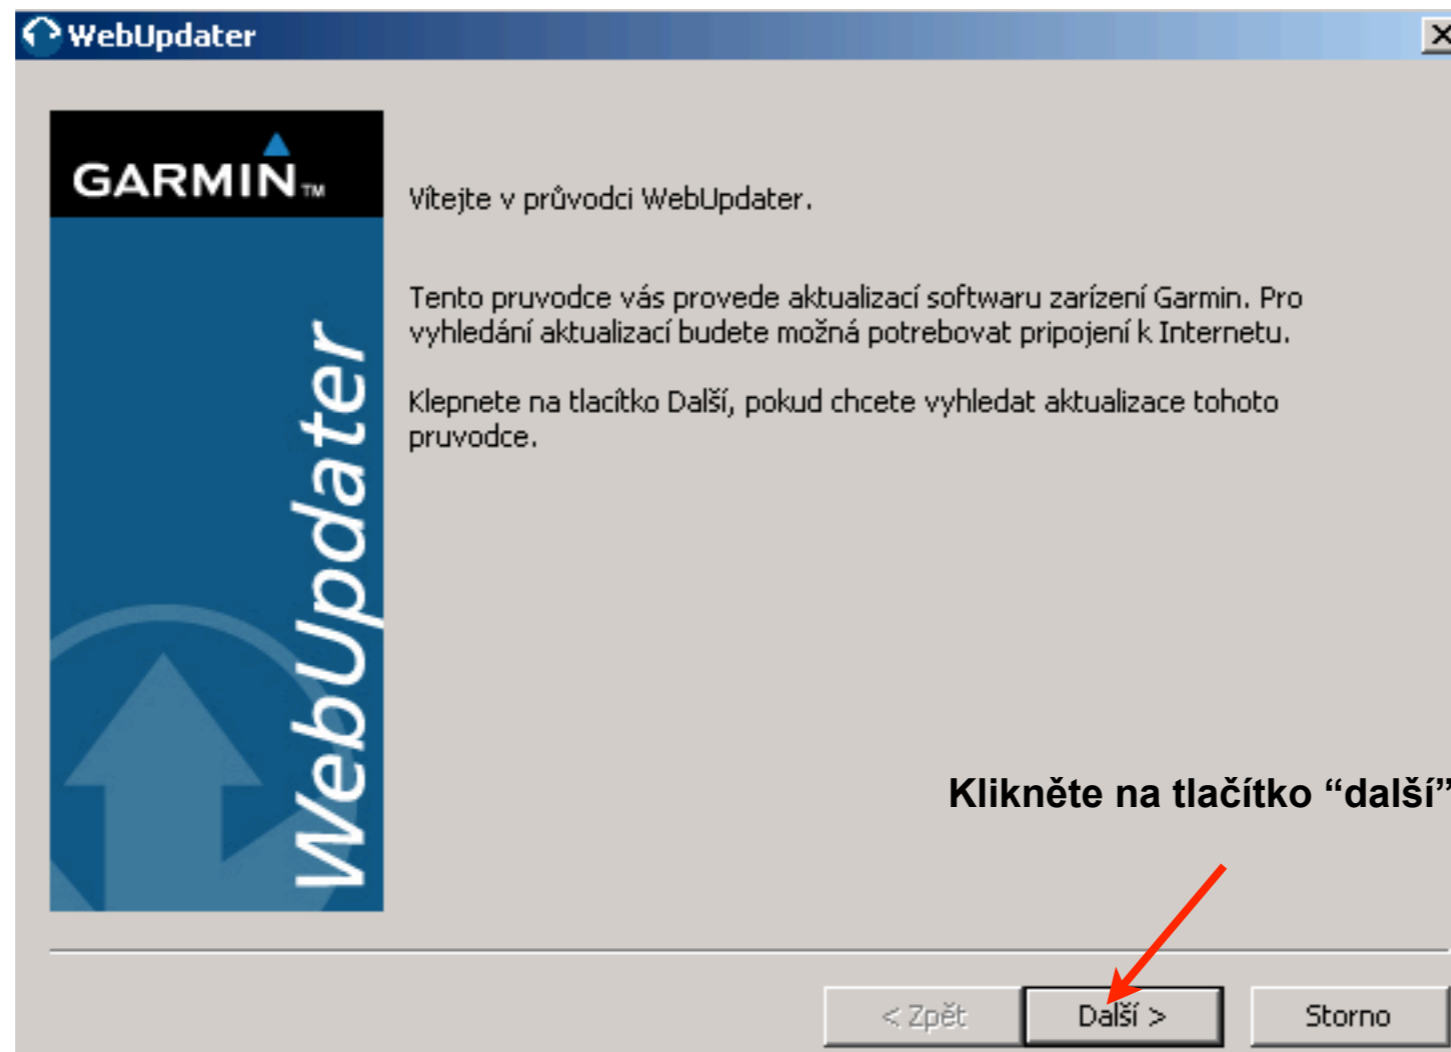 WebUpdater
GARMIN™
WebUpdater
Vítejte v průvodci WebUpdater.
Tento pruvodce vás provede aktualizací softwaru zarízení Garmin. Pro
vyhledání aktualizací budete možná potrebovat pripojení k Internetu.
Klepnete na tlacítko Další, pokud chcete vyhledat aktualizace tohoto
pruvodce.
Klikněte na tlačítko “další”
< Zpět
Další >
Storno